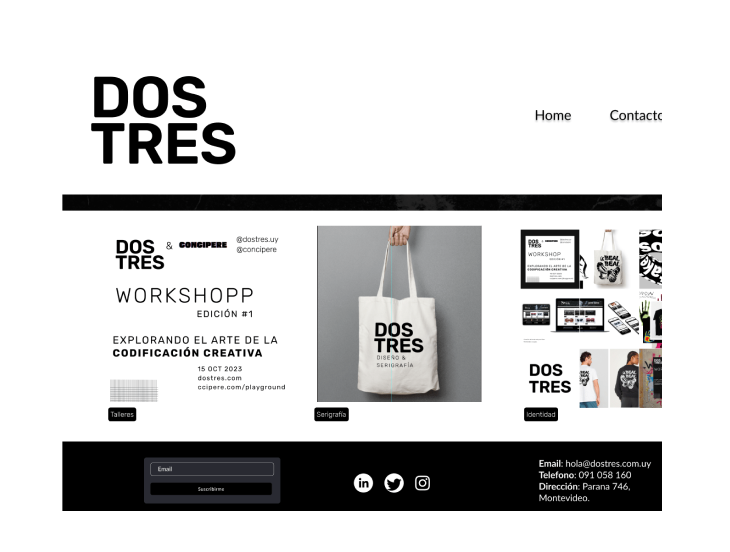 DOS
TRES
Home
Contacto
DOS
TRES
&
CONCIPERE
@dostres.uy
@concipere
WORKSHOPP
EDICIÓN #1
EXPLORANDO EL ARTE DE LA
CODIFICACIÓN CREATIVA
15 OCT 2023
dostres.com
ccipere.com/playground
Talleres
DOS
TRES
DISEÑO &
SERIGRAFÍA
Serigrafía
DOS
TRES
WORKSHOP
EXPLORANDO EL ARTE DE LA
CODIFICACIÓN CREATIVA
REAL
REAL
DOS
TRES
Identidad
Email
Suscribirme
in
Email: hola@dostres.com.uy
Telefono: 091 058 160
Dirección: Parana 746,
Montevideo.